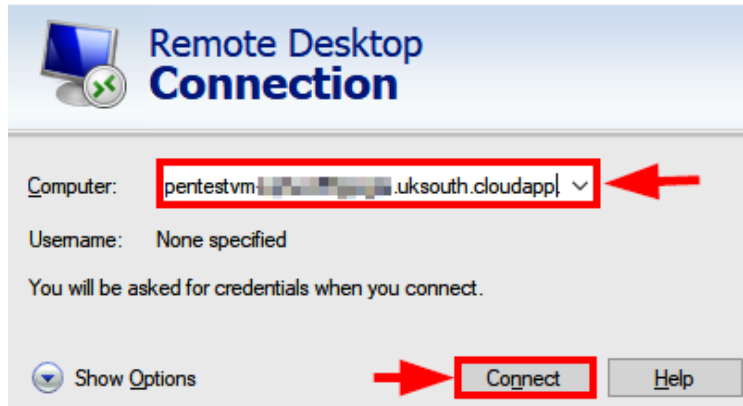 Remote Desktop
Connection
Computer: pentestvm- .uksouth.cloudapp.
Username: None specified
You will be asked for credentials when you connect.
Show Options Connect Help